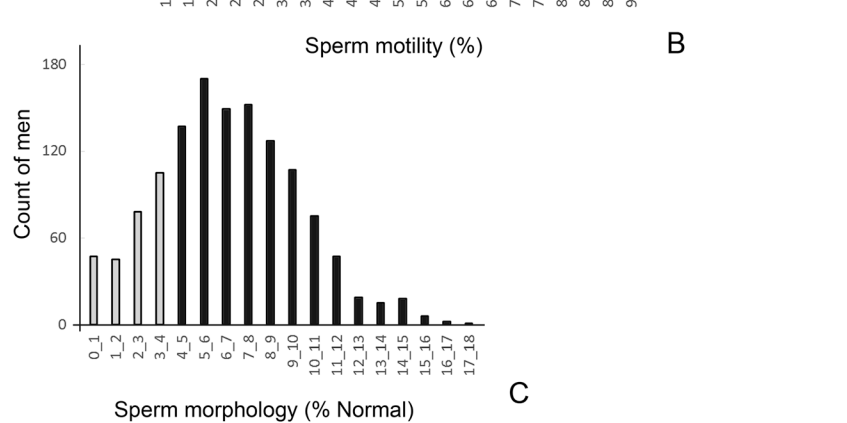 Sperm motility (%)
B
180
120
60
0
Count of men
0_1 1_2 2_3 3_4 4_5 5_6 6_7 7_8 8_9 9_10 10_11 11_12 12_13 13_14 14_15 15_16 16_17 17_18
C
Sperm morphology (% Normal)